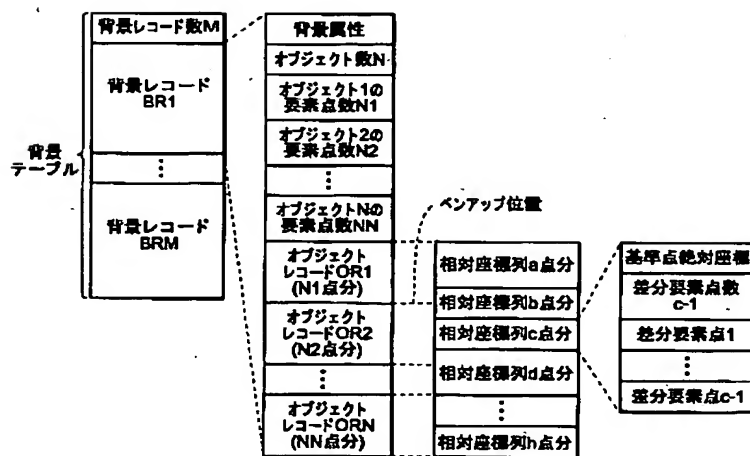 背景レコード数M
背景レコード
BR1
⋮
背景レコード
BRM
背景
テーブル
背景属性
オブジェクト数N
オブジェクト1の
要素点数N1
オブジェクト2の
要素点数N2
⋮
オブジェクトNの
要素点数NN
オブジェクト
レコードOR1
(N1点分)
オブジェクト
レコードOR2
(N2点分)
⋮
オブジェクト
レコードORN
(NN点分)
ペンアップ位置
相対座標列a点分
相対座標列b点分
相対座標列c点分
相対座標列d点分
⋮
相対座標列h点分
基準点絶対座標
差分要素点数
c-1
差分要素点1
⋮
差分要素点c-1